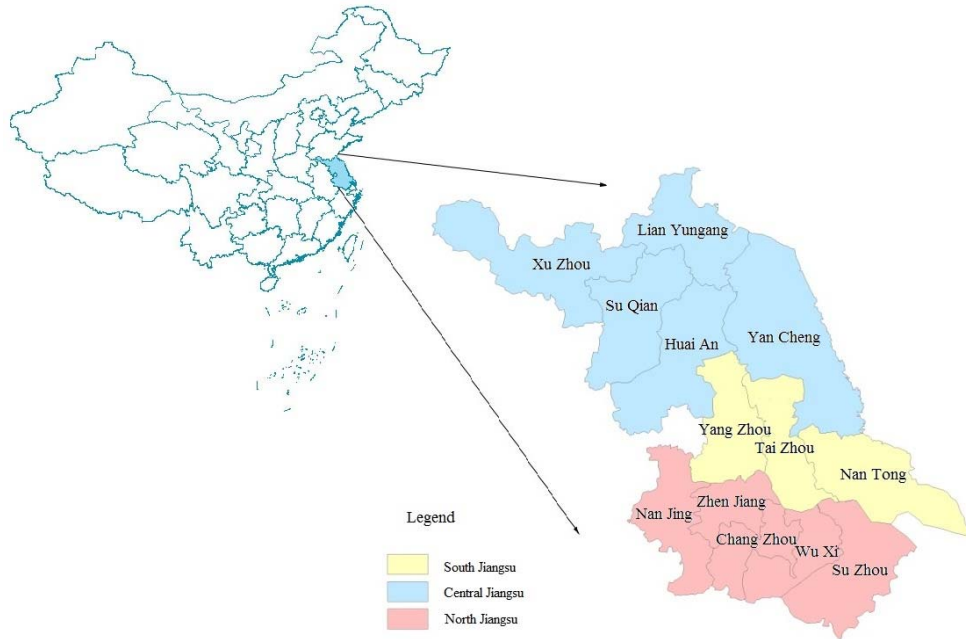 Lian Yungang
Xu Zhou
Su Qian
Huai An
Yan Cheng
Yang Zhou
Tai Zhou
Nan Tong
Zhen Jiang
Nan Jing
Chang Zhou
Wu Xi
Su Zhou
Legend
South Jiangsu
Central Jiangsu
North Jiangsu